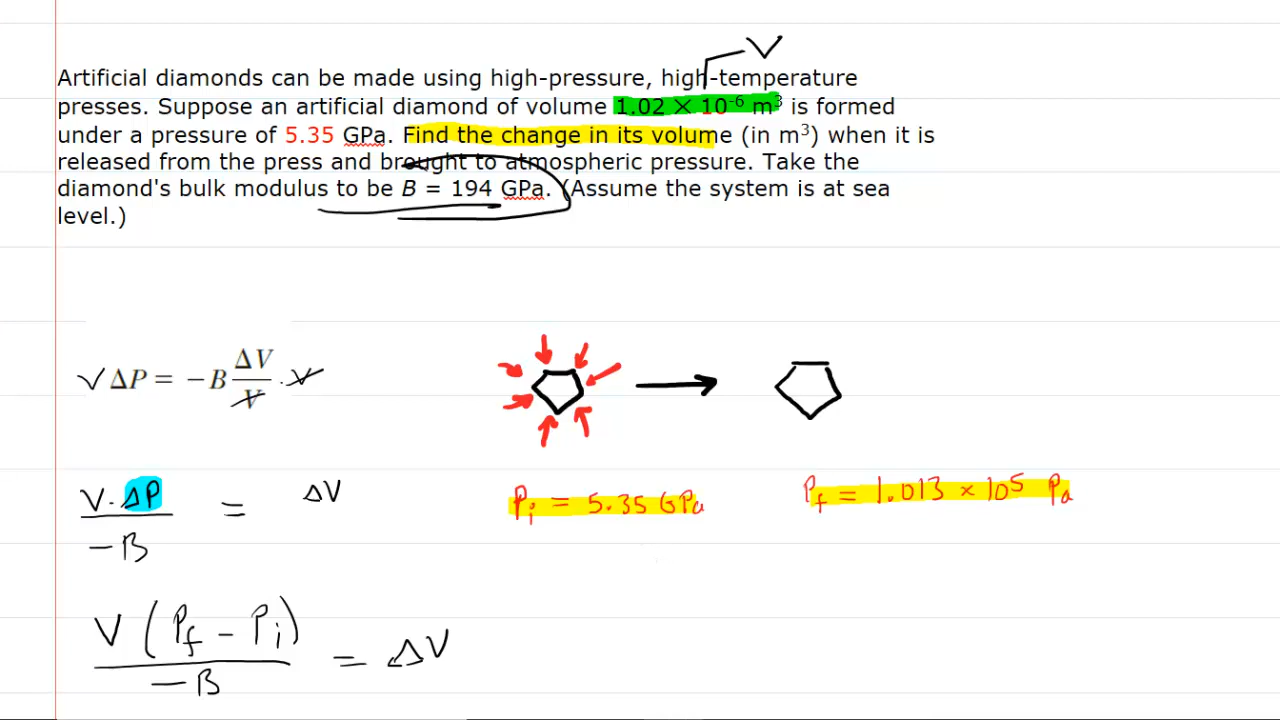 V
Artificial diamonds can be made using high-pressure, high-temperature
presses. Suppose an artificial diamond of volume 1.02 × 10⁻⁶ m³ is formed
under a pressure of 5.35 GPa. Find the change in its volume (in m³) when it is
released from the press and brought to atmospheric pressure. Take the
diamond's bulk modulus to be B = 194 GPa. (Assume the system is at sea
level.)
V ΔP = −B ΔV/V · V
V · ΔP / −B = ΔV
Pᵢ = 5.35 GPa
P_f = 1.013 × 10⁵ Pa
V (P_f − Pᵢ) / −B = ΔV